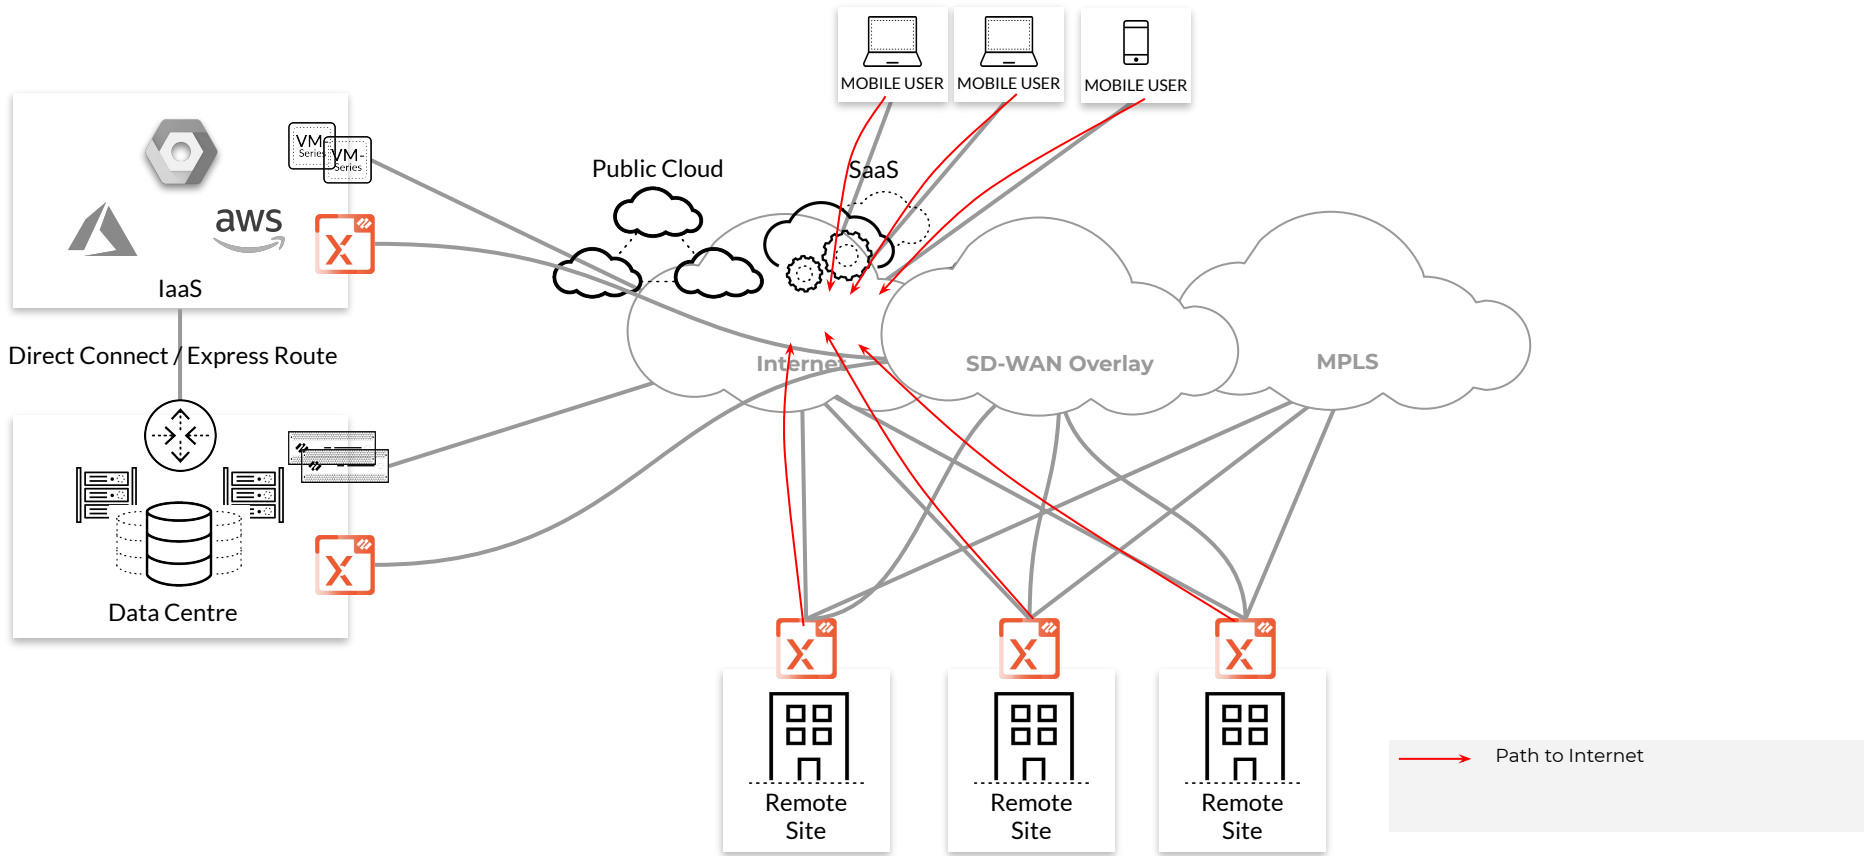 MOBILE USER
MOBILE USER
MOBILE USER
VM-
Series
VM-
Series
Public Cloud
SaaS
aws
X
IaaS
Direct Connect / Express Route
Internet
SD-WAN Overlay
MPLS
X
Data Centre
X
X
X
Remote
Site
Remote
Site
Remote
Site
Path to Internet